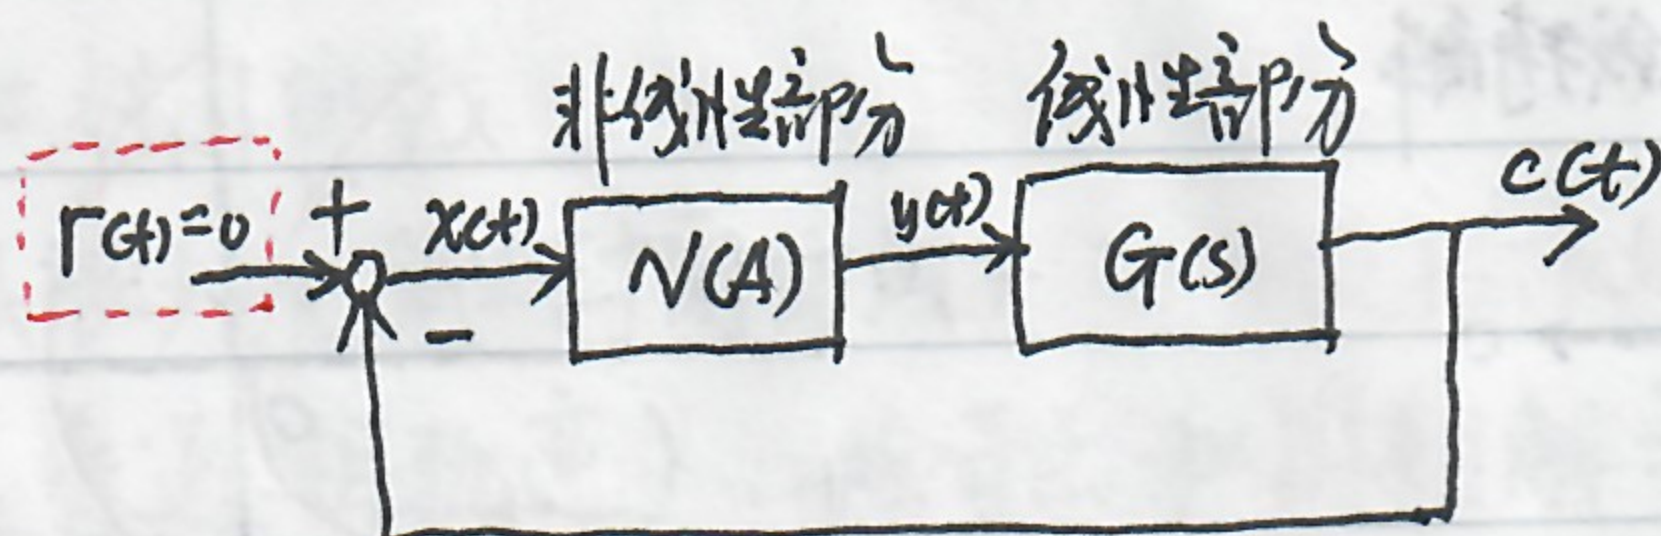 非线性部分 线性部分
r(t)=0 + x(t) N(A) y(t) G(s) c(t)
-